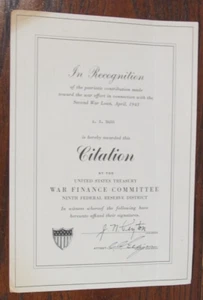 In Recognition
of the patriotic contribution made
toward the war effort in connection with the
Second War Loan, April, 1943
is hereby awarded this
Citation
BY THE
UNITED STATES TREASURY
WAR FINANCE COMMITTEE
NINTH FEDERAL RESERVE DISTRICT
In witness whereof the following have
hereunto affixed their signatures.